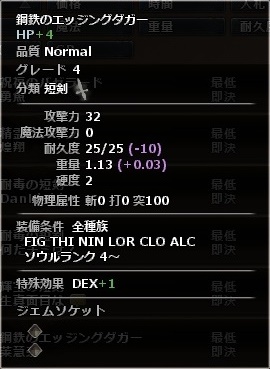 鋼鉄のエッジングダガー
HP+4
品質 Normal
グレード 4
分類 短剣
攻撃力 32
魔法攻撃力 0
耐久度 25/25 (-10)
重量 1.13 (+0.03)
硬度 2
物理属性 斬0 打0 突100
装備条件 全種族
FIG THI NIN LOR CLO ALC
ソウルランク 4～
特殊効果 DEX+1
ジェムソケット